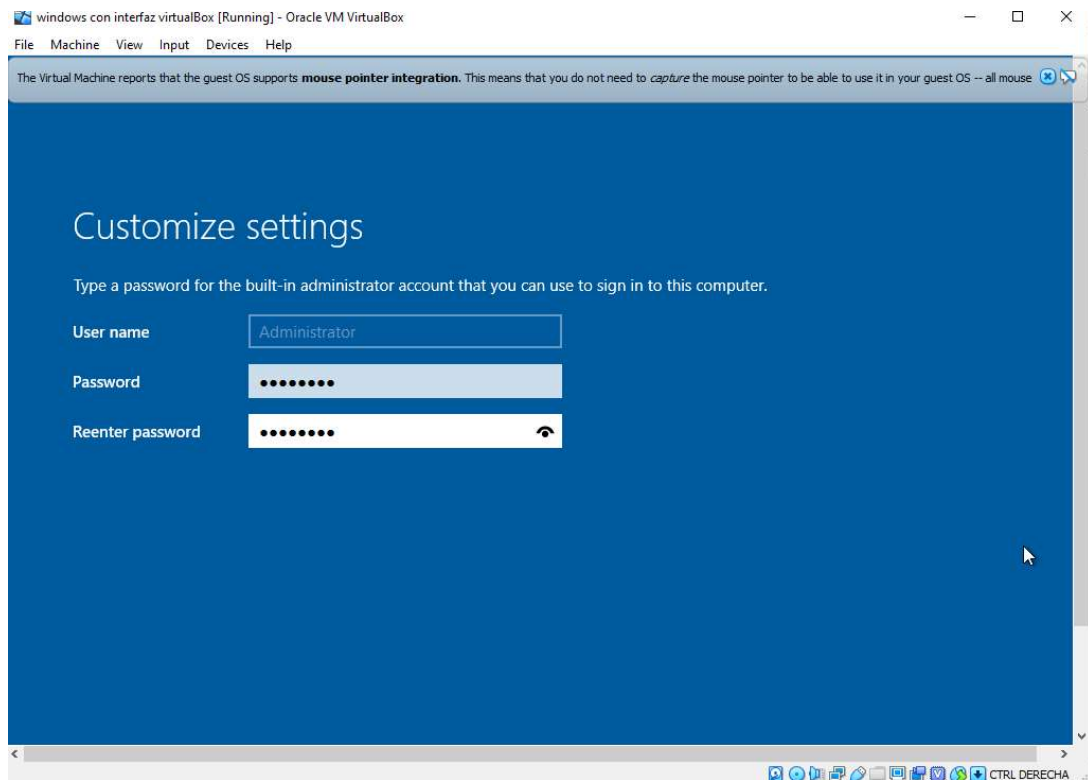 windows con interfaz virtualBox [Running] - Oracle VM VirtualBox
File Machine View Input Devices Help
The Virtual Machine reports that the guest OS supports mouse pointer integration. This means that you do not need to capture the mouse pointer to be able to use it in your guest OS -- all mouse
Customize settings
Type a password for the built-in administrator account that you can use to sign in to this computer.
User name Administrator
Password ••••••••
Reenter password ••••••••
CTRL DERECHA